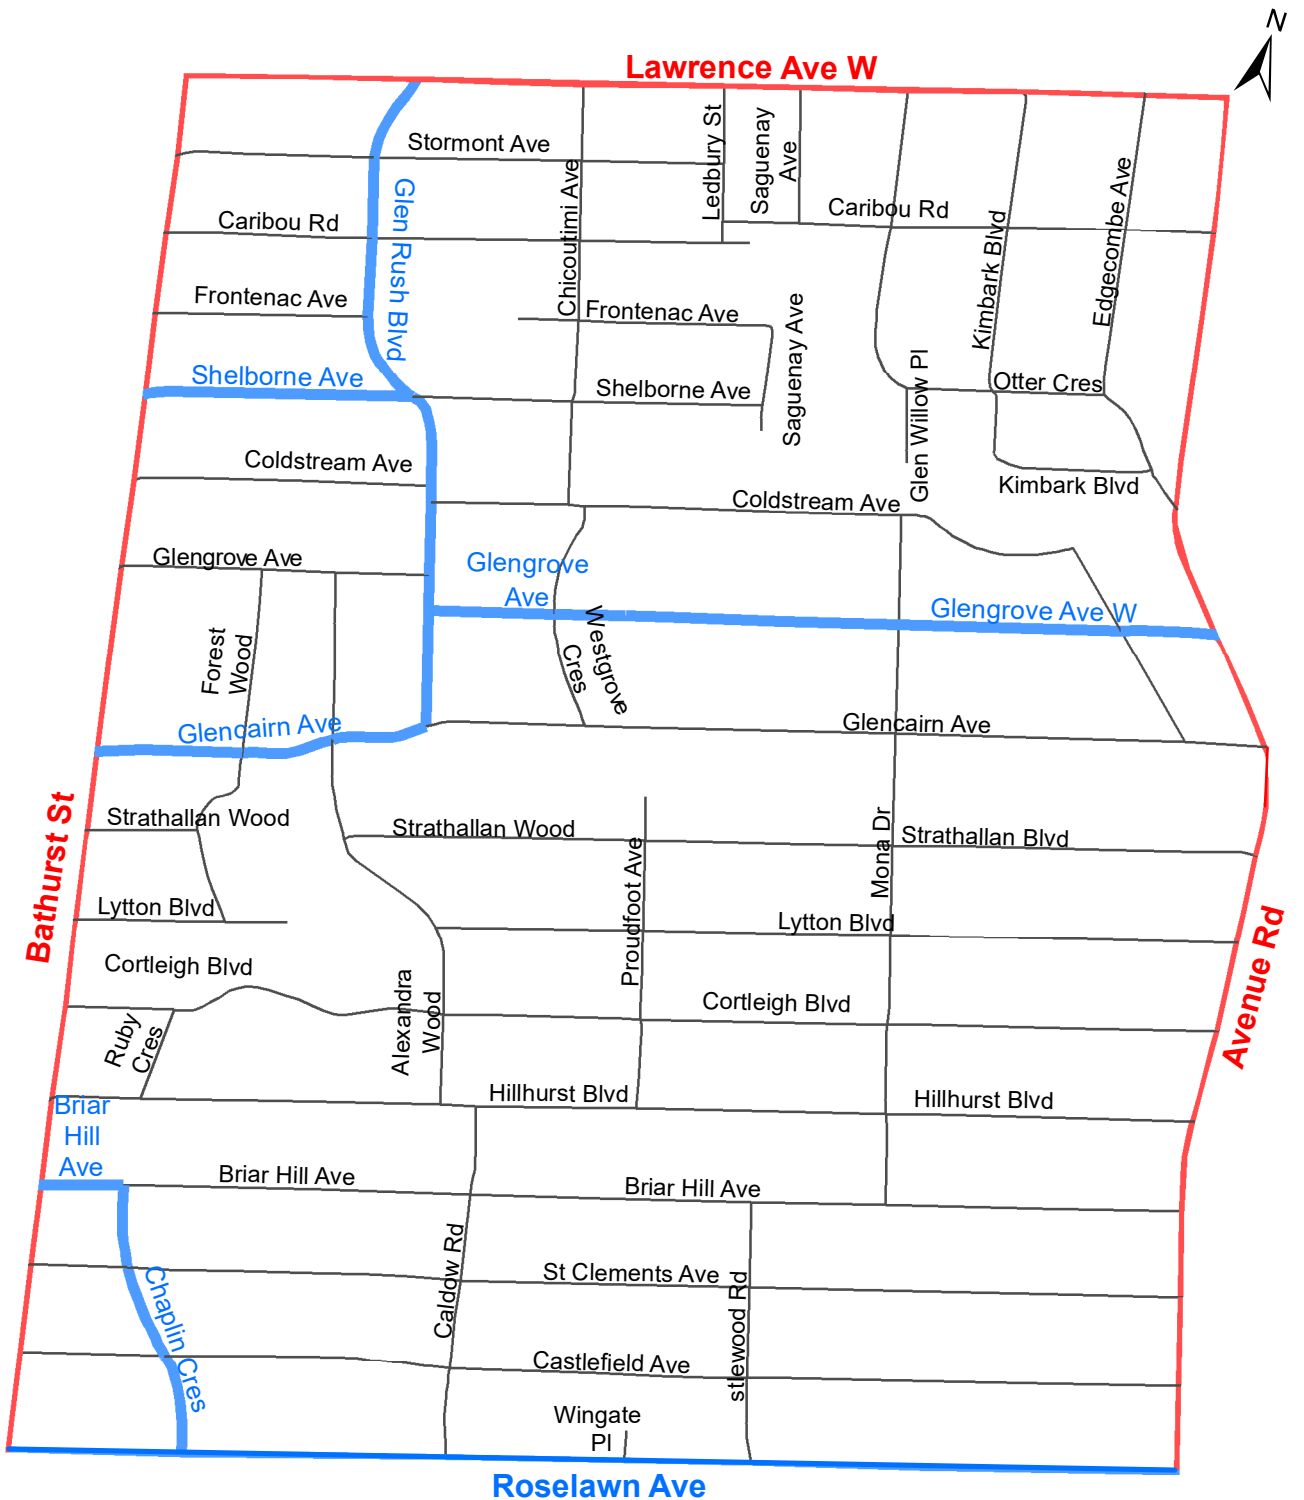 N
Lawrence Ave W
Stormont Ave
Ledbury St
Saguenay
Ave
Chicoutimi Ave
Glen Rush Blvd
Caribou Rd
Caribou Rd
Kimbark Blvd
Edgecombe Ave
Frontenac Ave
Frontenac Ave
Saguenay Ave
Shelborne Ave
Shelborne Ave
Glen Willow Pl
Otter Cres
Coldstream Ave
Kimbark Blvd
Coldstream Ave
Glengrove Ave
Glengrove
Ave
Glengrove Ave W
Westgrove
Cres
Forest
Wood
Glencairn Ave
Glencairn Ave
Bathurst St
Strathallan Wood
Strathallan Wood
Mona Dr
Strathallan Blvd
Proudfoot Ave
Lytton Blvd
Lytton Blvd
Avenue Rd
Cortleigh Blvd
Alexandra
Wood
Cortleigh Blvd
Ruby
Cres
Hillhurst Blvd
Hillhurst Blvd
Briar
Hill
Ave
Briar Hill Ave
Briar Hill Ave
Caldow Rd
Chaplin Cres
St Clements Ave
stlewood Rd
Castlefield Ave
Wingate
Pl
Roselawn Ave